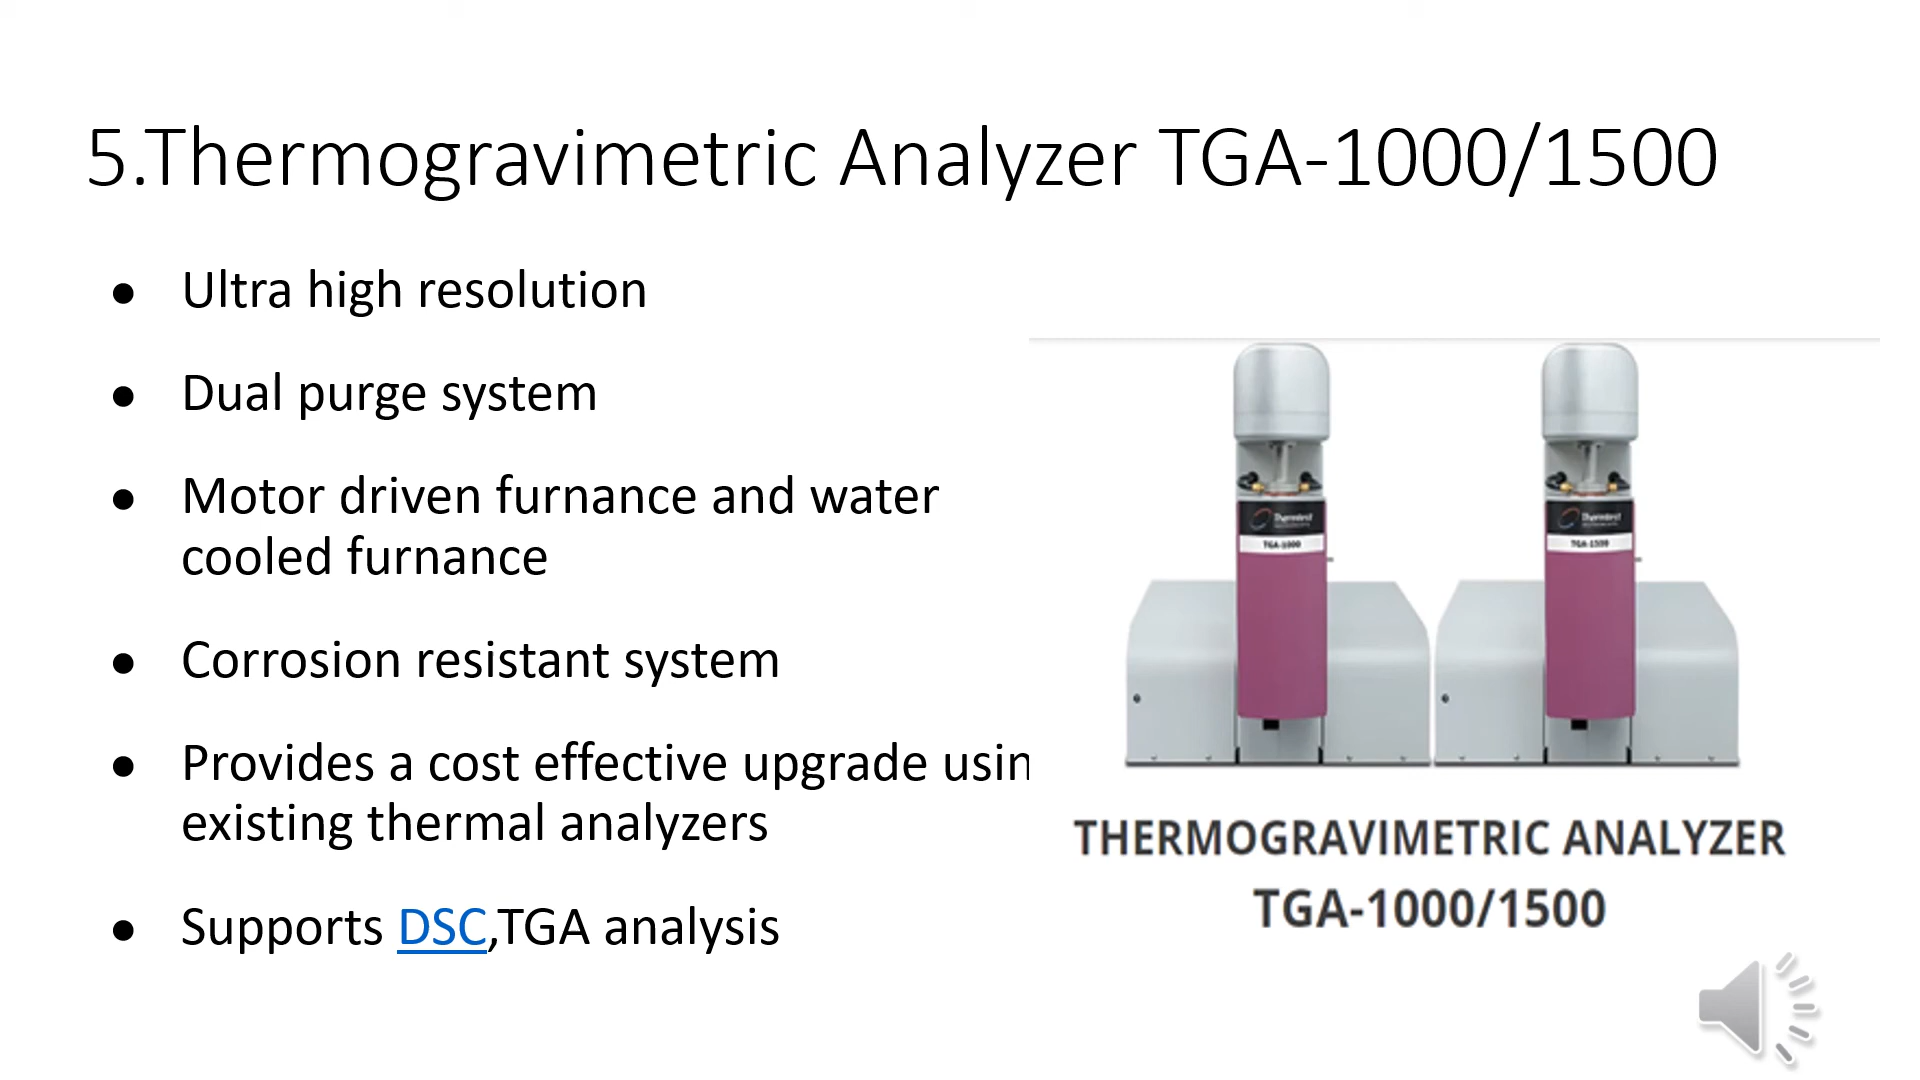 5.Thermogravimetric Analyzer TGA-1000/1500
● Ultra high resolution
● Dual purge system
● Motor driven furnance and water
cooled furnance
● Corrosion resistant system
● Provides a cost effective upgrade usin
existing thermal analyzers
● Supports DSC,TGA analysis
TGA-1000
TGA-1500
THERMOGRAVIMETRIC ANALYZER
TGA-1000/1500